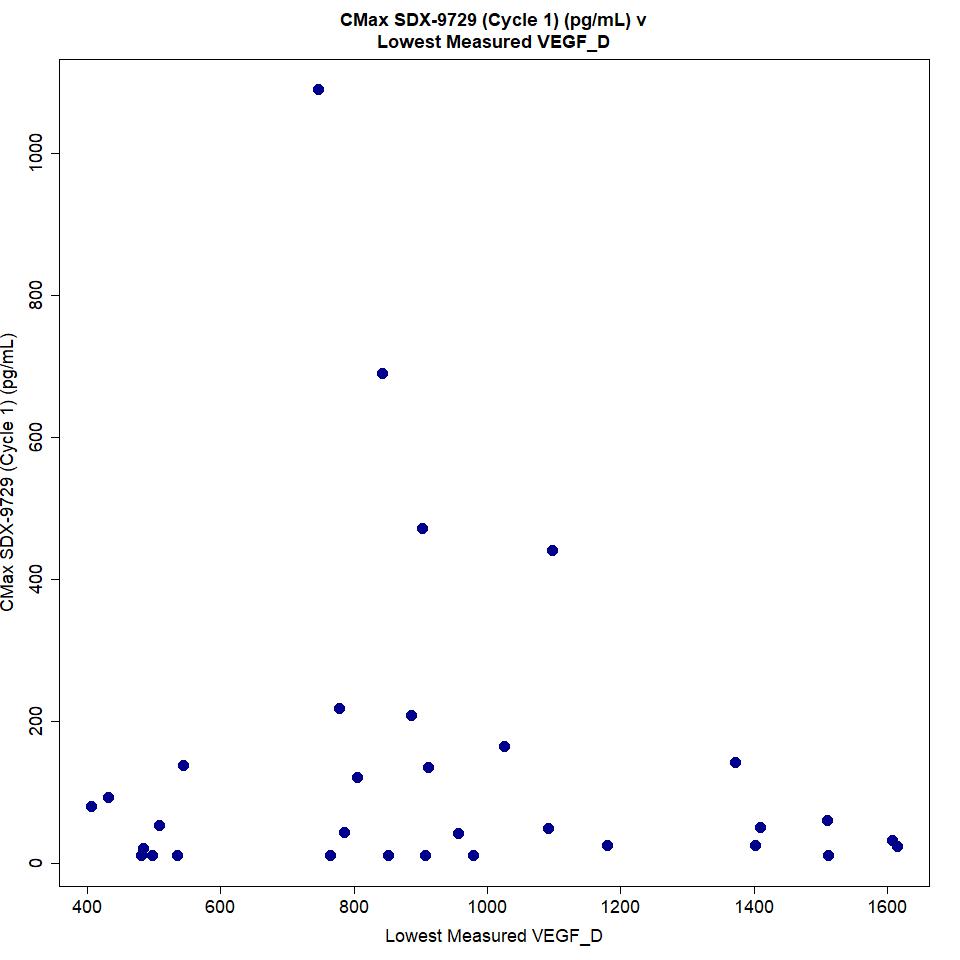 CMax SDX-9729 (Cycle 1) (pg/mL) v
Lowest Measured VEGF_D
CMax SDX-9729 (Cycle 1) (pg/mL)
1000
800
600
400
200
0
400 600 800 1000 1200 1400 1600
Lowest Measured VEGF_D